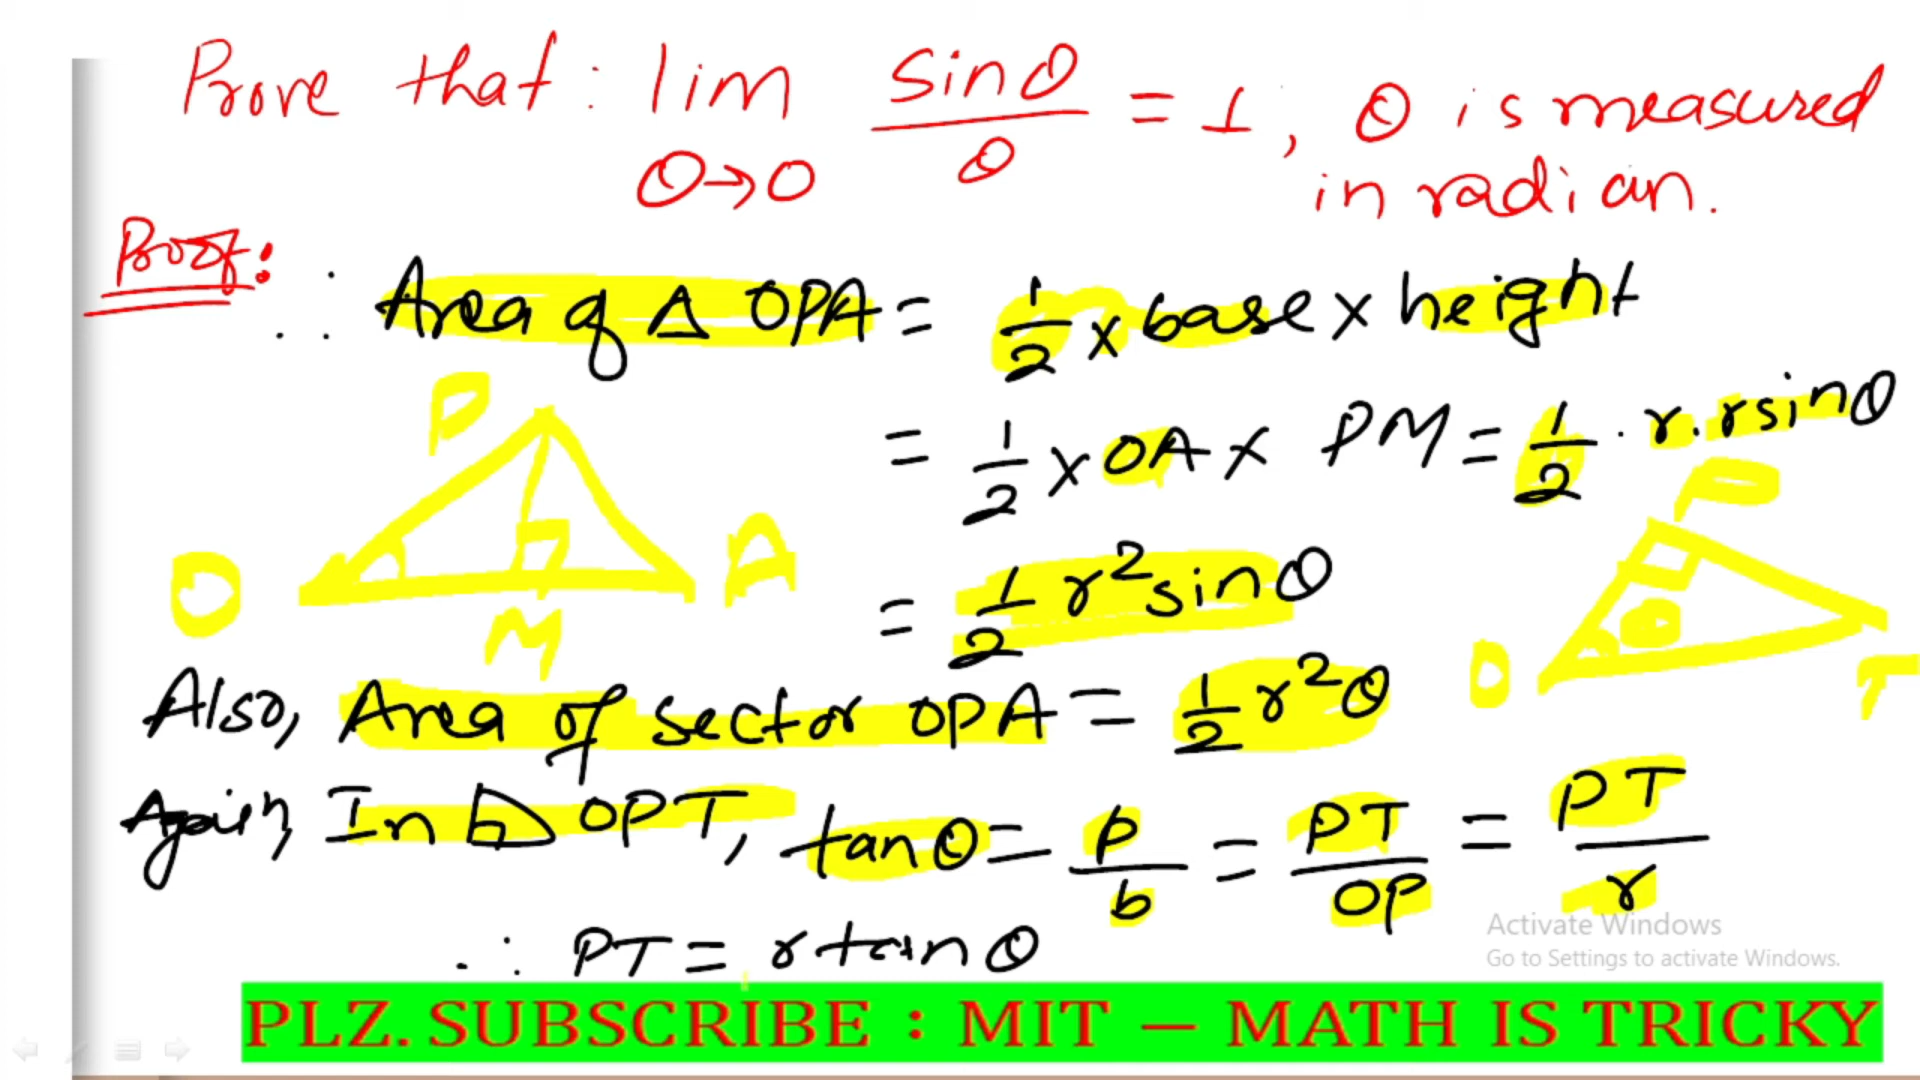 Prove that : lim sinθ/θ = 1, θ is measured
θ→0 in radian.
Proof:
∴ Area of Δ OPA = 1/2 × base × height
= 1/2 × OA × PM = 1/2 · r. rsinθ
P
P
O A
= 1/2 r²sinθ
θ
M
O T
Also, Area of sector OPA = 1/2 r²θ
Again, In ⊿ OPT, tanθ = p/b = PT/OP = PT/r
Activate Windows
∴ PT = r tanθ
Go to Settings to activate Windows.
PLZ. SUBSCRIBE : MIT – MATH IS TRICKY